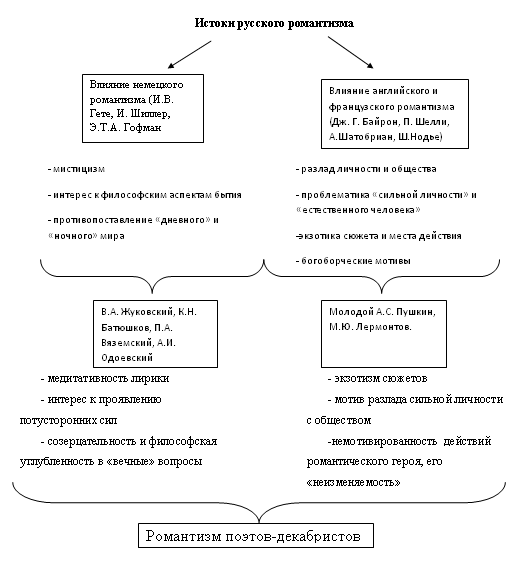 Истоки русского романтизма
Влияние немецкого
романтизма (И.В.
Гете, И. Шиллер,
Э.Т.А. Гофман
Влияние английского и
французского романтизма
(Дж. Г. Байрон, П. Шелли,
А.Шатобриан, Ш.Нодье)
- мистицизм
- интерес к философским аспектам бытия
- противопоставление «дневного» и
«ночного» мира
- разлад личности и общества
- проблематика «сильной личности» и
«естественного человека»
-экзотика сюжета и места действия
- богоборческие мотивы
В.А. Жуковский, К.Н.
Батюшков, П.А.
Вяземский, А.И.
Одоевский
Молодой А.С. Пушкин,
М.Ю. Лермонтов.
- медитативность лирики
- интерес к проявлению
потусторонних сил
- созерцательность и философская
углубленность в «вечные» вопросы
- экзотизм сюжетов
- мотив разлада сильной личности
с обществом
-немотивированность действий
романтического героя, его
«неизменяемость»
Романтизм поэтов-декабристов